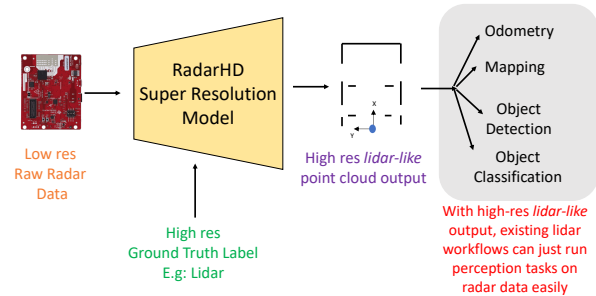 RadarHD
Super Resolution
Model
Low res
Raw Radar
Data
High res
Ground Truth Label
E.g: Lidar
X
Y
High res lidar-like
point cloud output
Odometry
Mapping
Object
Detection
Object
Classification
With high-res lidar-like
output, existing lidar
workflows can just run
perception tasks on
radar data easily